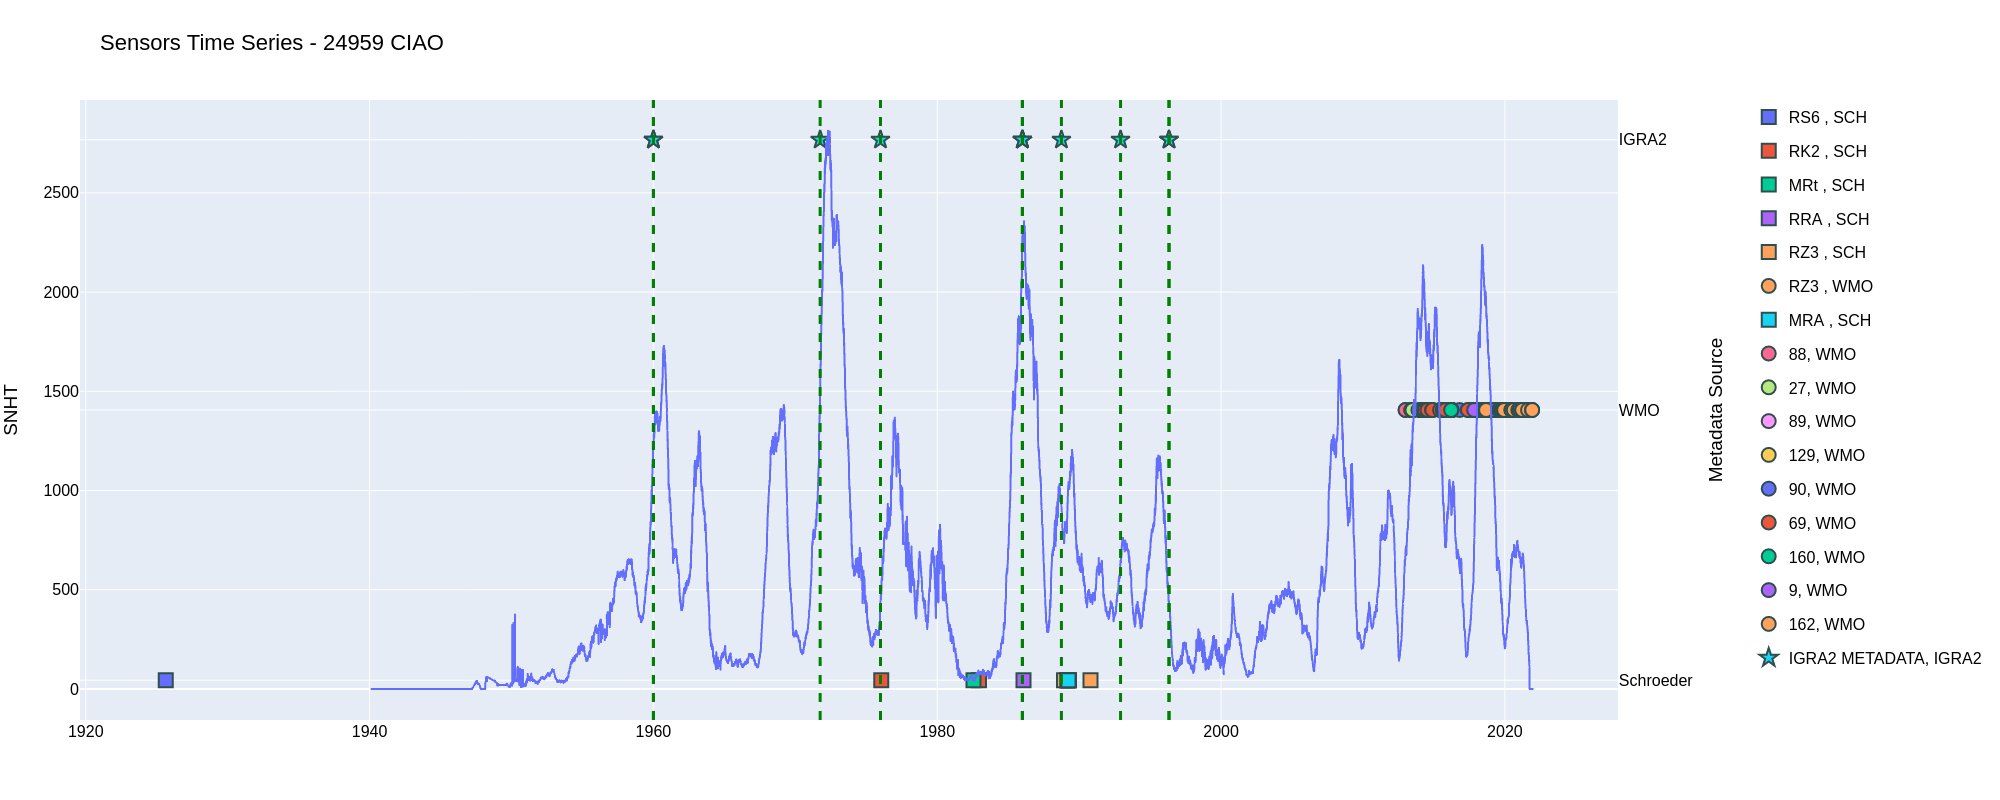 Sensors Time Series - 24959 CIAO
SNHT
2500
2000
1500
1000
500
0
1920
1940
1960
1980
2000
2020
IGRA2
WMO
Schroeder
Metadata Source
RS6 , SCH
RK2 , SCH
MRt , SCH
RRA , SCH
RZ3 , SCH
RZ3 , WMO
MRA , SCH
88, WMO
27, WMO
89, WMO
129, WMO
90, WMO
69, WMO
160, WMO
9, WMO
162, WMO
IGRA2 METADATA, IGRA2